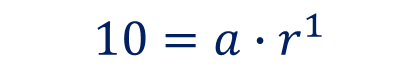 10 = a · r¹